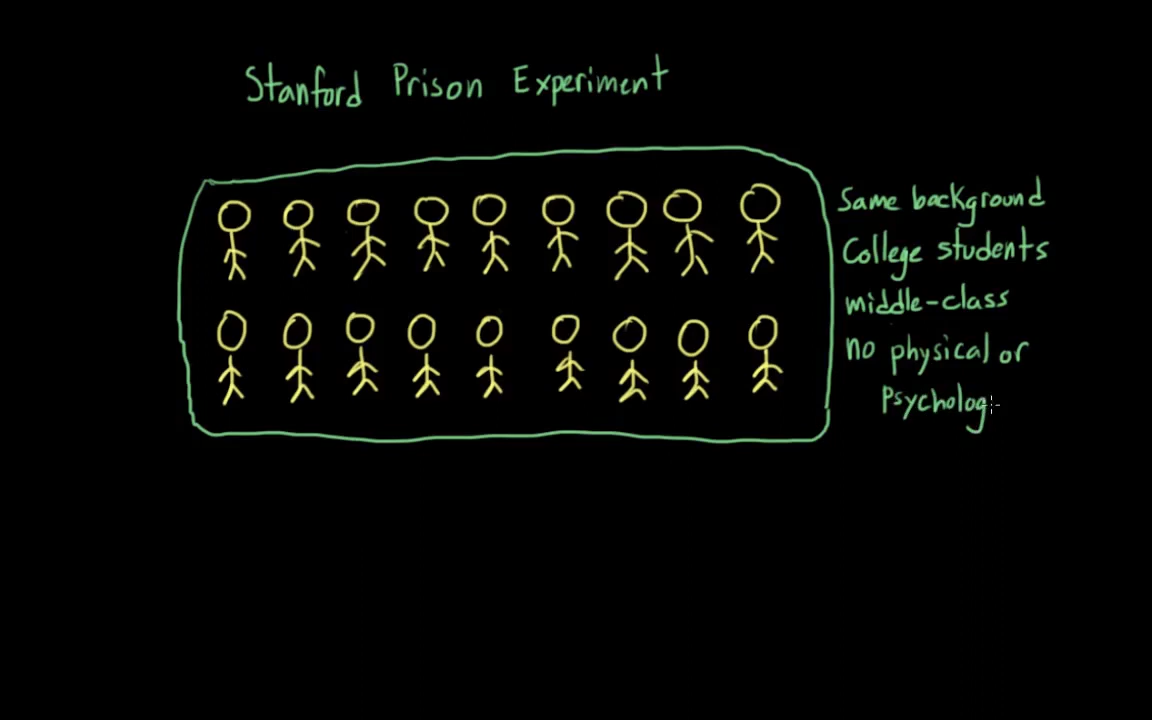 Stanford Prison Experiment
Same background
College students
middle-class
no physical or
Psycholog